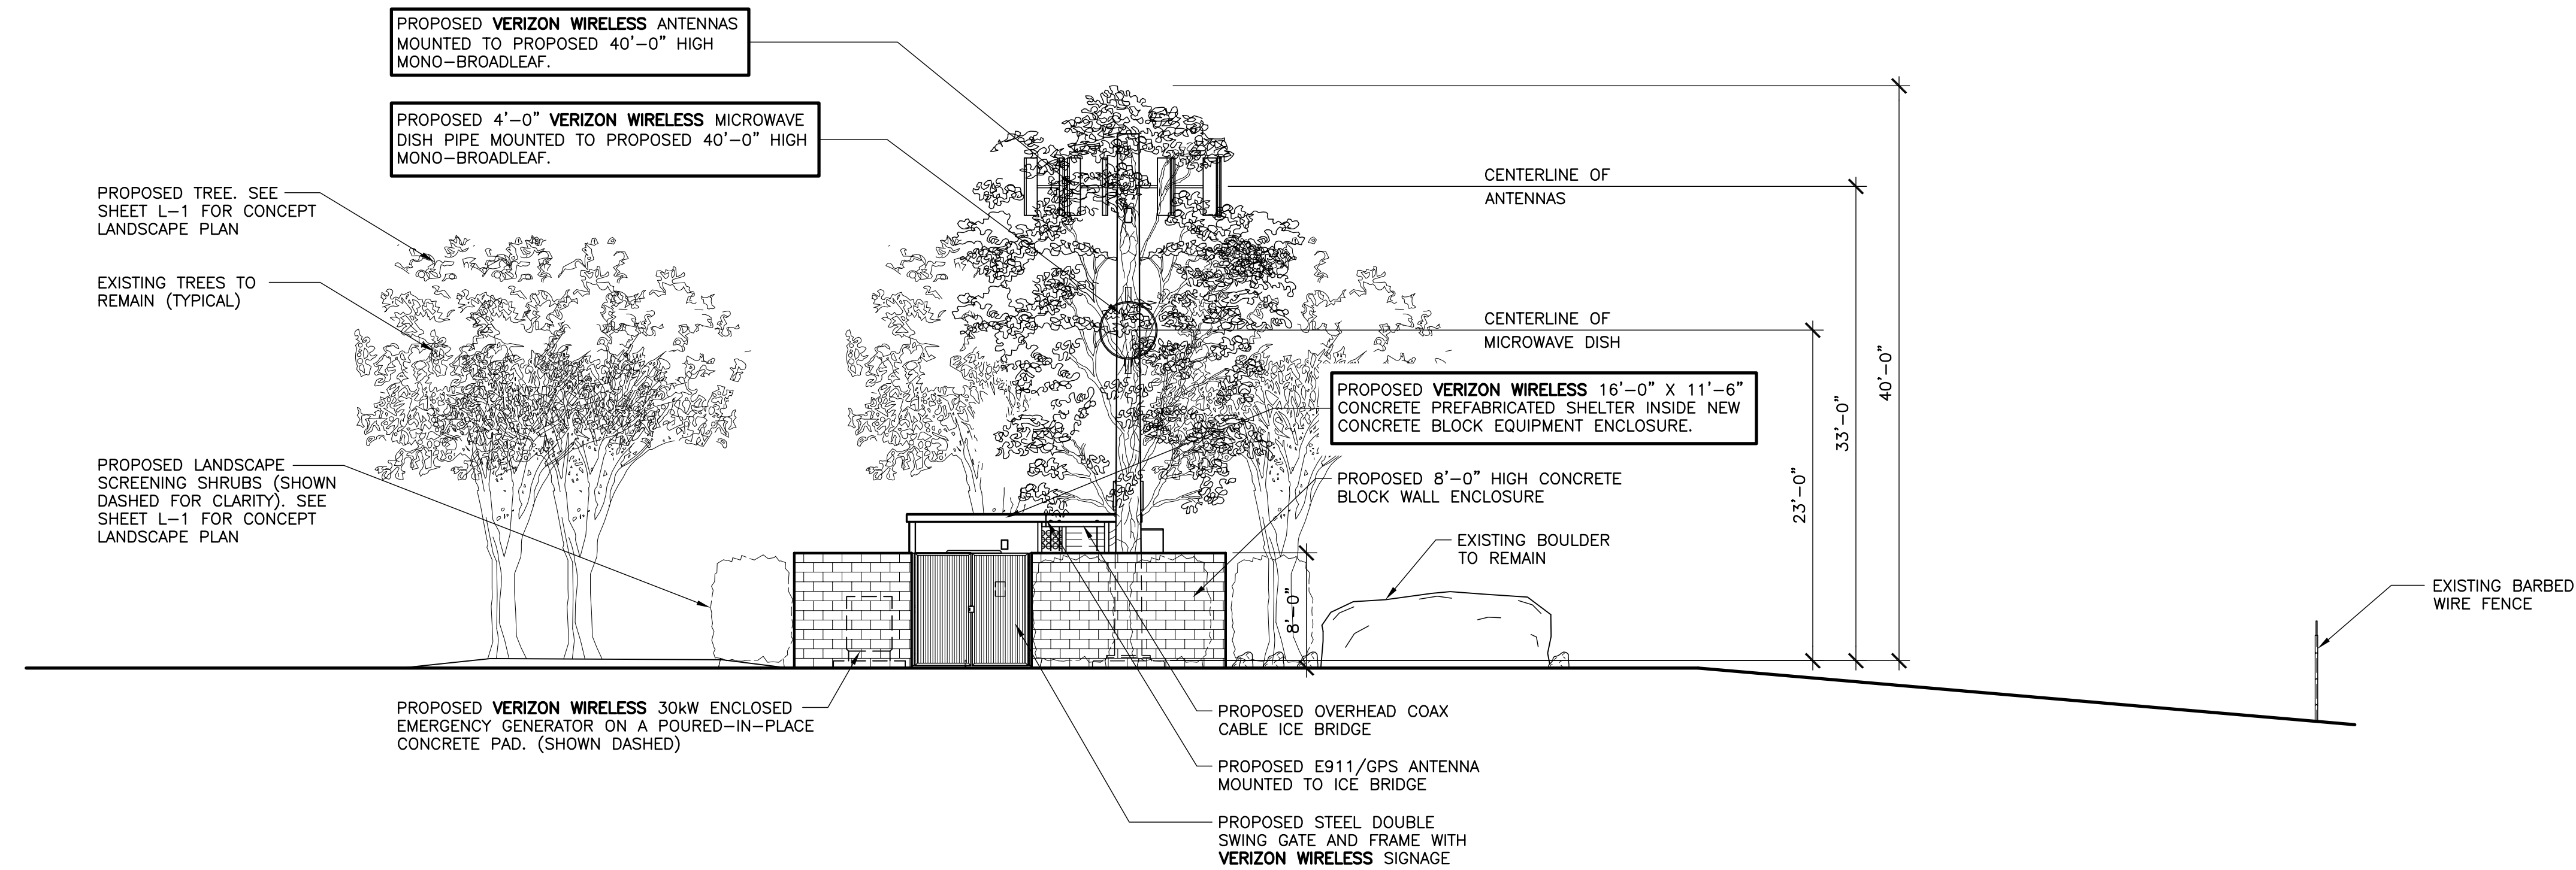 PROPOSED VERIZON WIRELESS ANTENNAS
MOUNTED TO PROPOSED 40'-0" HIGH
MONO-BROADLEAF.
PROPOSED 4'-0" VERIZON WIRELESS MICROWAVE
DISH PIPE MOUNTED TO PROPOSED 40'-0" HIGH
MONO-BROADLEAF.
PROPOSED TREE. SEE
SHEET L-1 FOR CONCEPT
LANDSCAPE PLAN
EXISTING TREES TO
REMAIN (TYPICAL)
PROPOSED LANDSCAPE
SCREENING SHRUBS (SHOWN
DASHED FOR CLARITY). SEE
SHEET L-1 FOR CONCEPT
LANDSCAPE PLAN
CENTERLINE OF
ANTENNAS
CENTERLINE OF
MICROWAVE DISH
PROPOSED VERIZON WIRELESS 16'-0" X 11'-6"
CONCRETE PREFABRICATED SHELTER INSIDE NEW
CONCRETE BLOCK EQUIPMENT ENCLOSURE.
PROPOSED 8'-0" HIGH CONCRETE
BLOCK WALL ENCLOSURE
EXISTING BOULDER
TO REMAIN
8'-0"
23'-0"
33'-0"
40'-0"
EXISTING BARBED
WIRE FENCE
PROPOSED VERIZON WIRELESS 30kW ENCLOSED
EMERGENCY GENERATOR ON A POURED-IN-PLACE
CONCRETE PAD. (SHOWN DASHED)
PROPOSED OVERHEAD COAX
CABLE ICE BRIDGE
PROPOSED E911/GPS ANTENNA
MOUNTED TO ICE BRIDGE
PROPOSED STEEL DOUBLE
SWING GATE AND FRAME WITH
VERIZON WIRELESS SIGNAGE